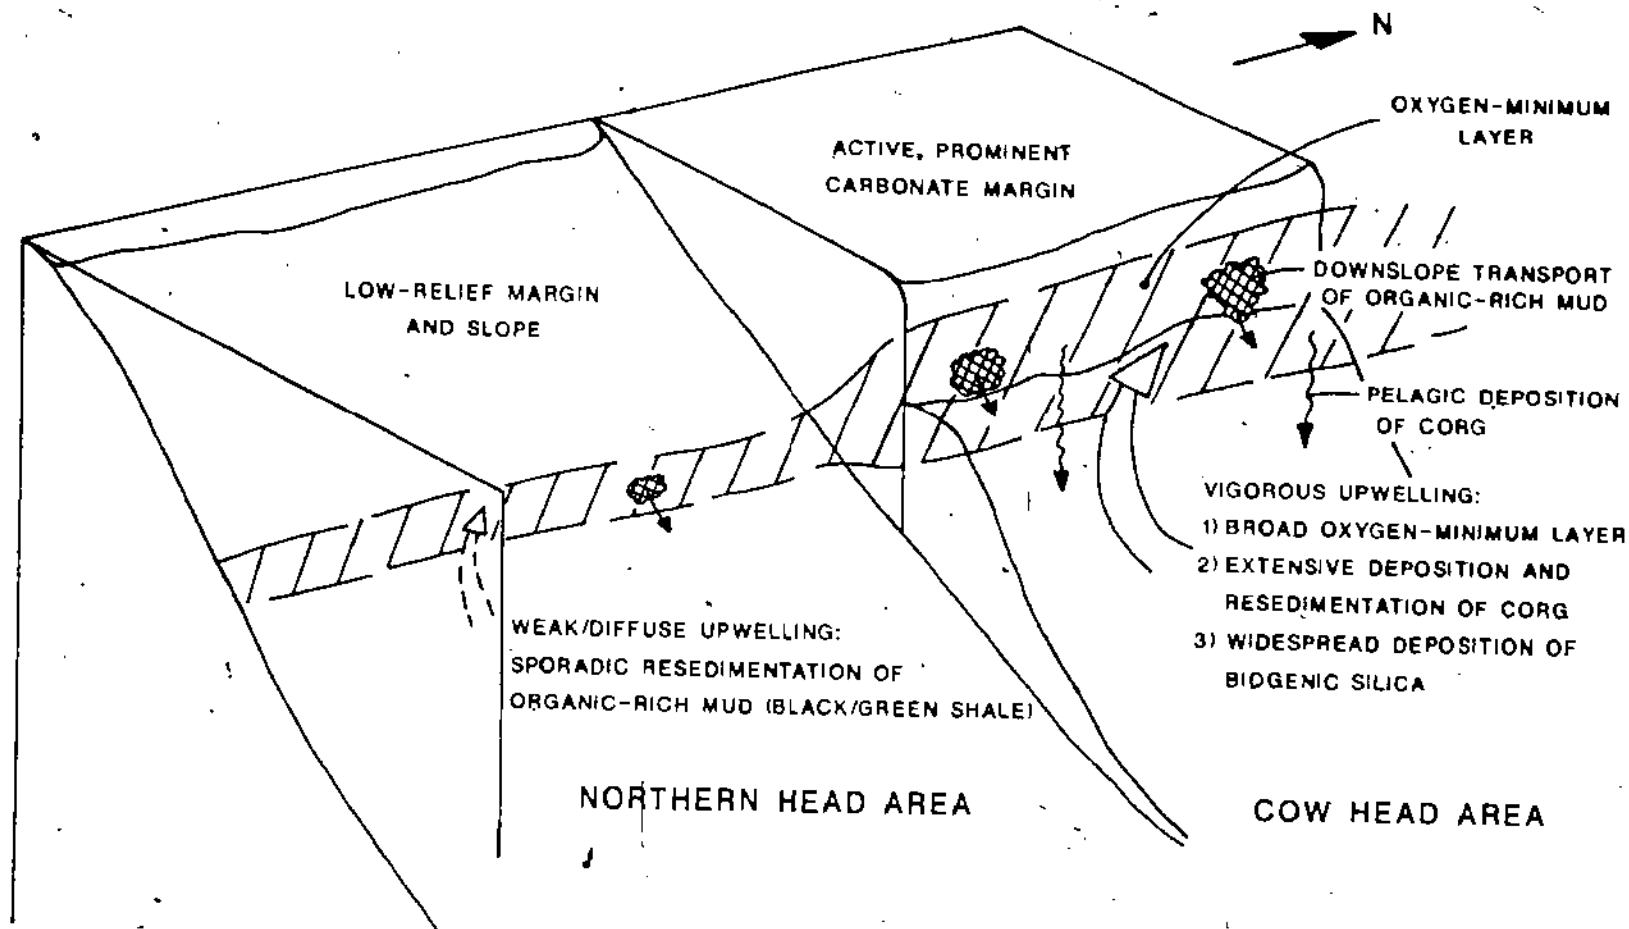 N
OXYGEN-MINIMUM
LAYER
ACTIVE, PROMINENT
CARBONATE MARGIN
DOWNSLOPE TRANSPORT
OF ORGANIC-RICH MUD
LOW-RELIEF MARGIN
AND SLOPE
PELAGIC DEPOSITION
OF CORG
VIGOROUS UPWELLING:
1) BROAD OXYGEN-MINIMUM LAYER
2) EXTENSIVE DEPOSITION AND
RESEDIMENTATION OF CORG
3) WIDESPREAD DEPOSITION OF
BIOGENIC SILICA
WEAK/DIFFUSE UPWELLING:
SPORADIC RESEDIMENTATION OF
ORGANIC-RICH MUD (BLACK/GREEN SHALE)
NORTHERN HEAD AREA
COW HEAD AREA